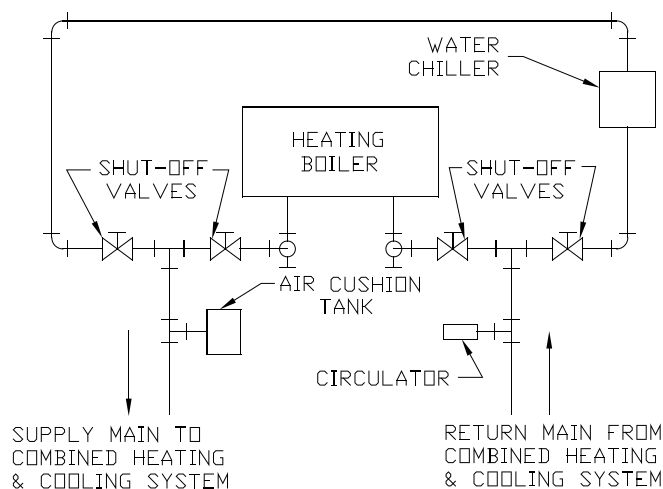 WATER
CHILLER
HEATING
BOILER
SHUT-OFF
VALVES
SHUT-OFF
VALVES
AIR CUSHION
TANK
CIRCULATOR
SUPPLY MAIN TO
COMBINED HEATING
& COOLING SYSTEM
RETURN MAIN FROM
COMBINED HEATING
& COOLING SYSTEM